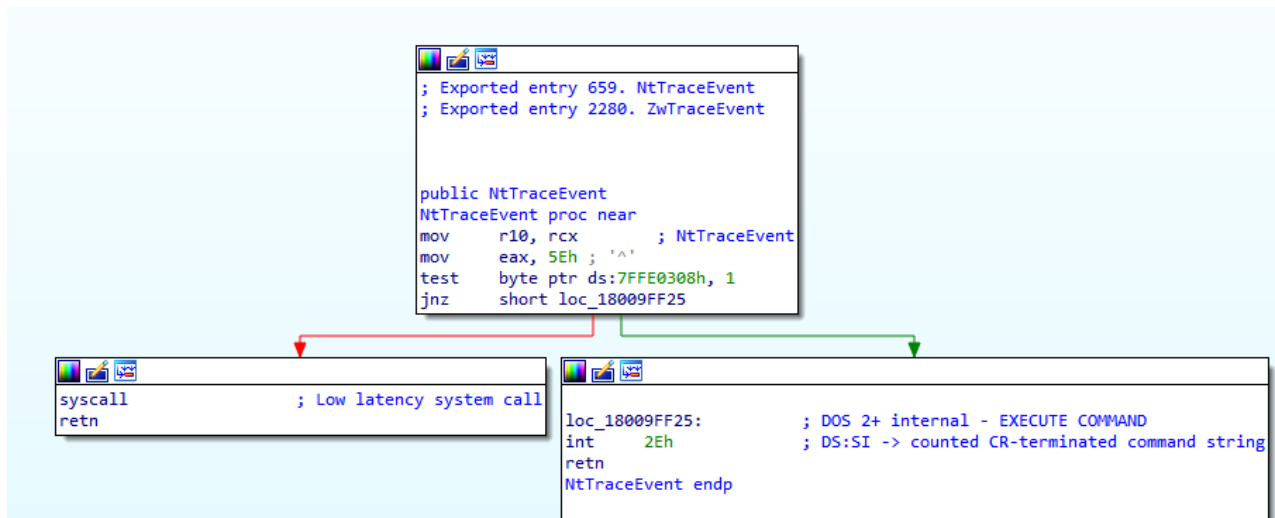 ; Exported entry 659. NtTraceEvent
; Exported entry 2280. ZwTraceEvent
public NtTraceEvent
NtTraceEvent proc near
mov     r10, rcx        ; NtTraceEvent
mov     eax, 5Eh ; '^'
test    byte ptr ds:7FFE0308h, 1
jnz     short loc_18009FF25
syscall                 ; Low latency system call
retn
loc_18009FF25:          ; DOS 2+ internal - EXECUTE COMMAND
int     2Eh             ; DS:SI -> counted CR-terminated command string
retn
NtTraceEvent endp